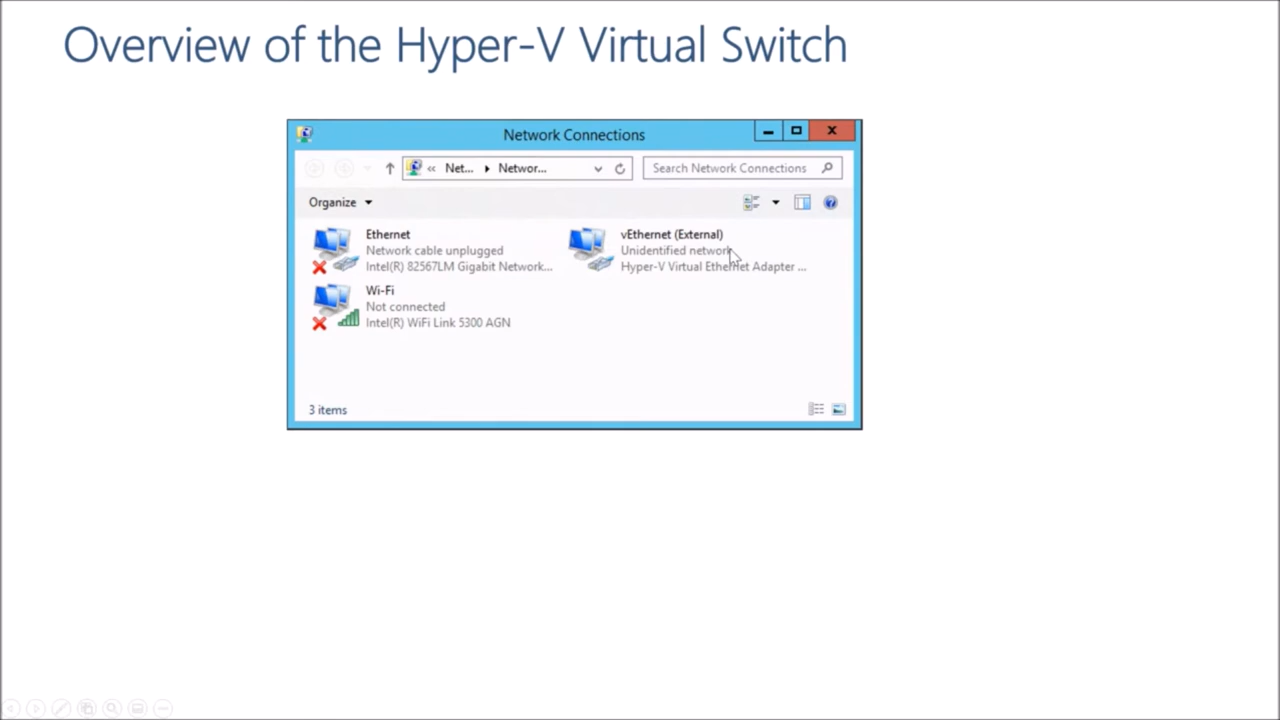 Overview of the Hyper-V Virtual Switch
Network Connections
« Net... ▸ Networ...
Search Network Connections
Organize
Ethernet
Network cable unplugged
Intel(R) 82567LM Gigabit Network...
vEthernet (External)
Unidentified network
Hyper-V Virtual Ethernet Adapter ...
Wi-Fi
Not connected
Intel(R) WiFi Link 5300 AGN
3 items